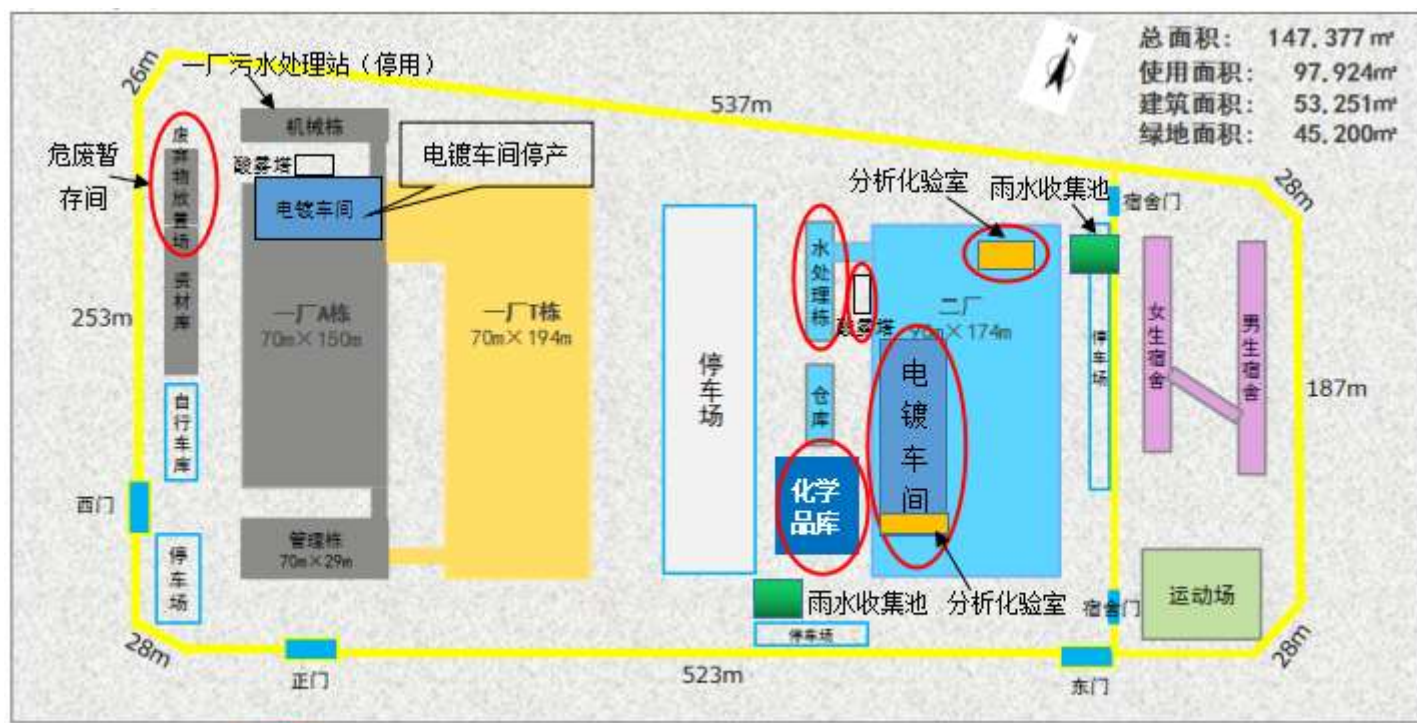 总面积： 147.377㎡
使用面积： 97.924㎡
建筑面积： 53.251㎡
绿地面积： 45.200㎡
N
26m
一厂污水处理站（停用）
537m
机械栋
废弃物放置场
危废暂
存间
酸雾塔
电镀车间停产
电镀车间
分析化验室
雨水收集池
宿舍门
28m
水处理栋
资材库
253m
一厂A栋
70m×150m
一厂T栋
70m×194m
停车场
酸雾塔
二厂
90m×174m
停车场
女生宿舍
男生宿舍
187m
自行车库
仓库
电镀车间
化学
品库
西门
管理栋
70m×29m
停车场
雨水收集池
分析化验室
宿舍门
运动场
停车场
28m
正门
523m
东门
28m